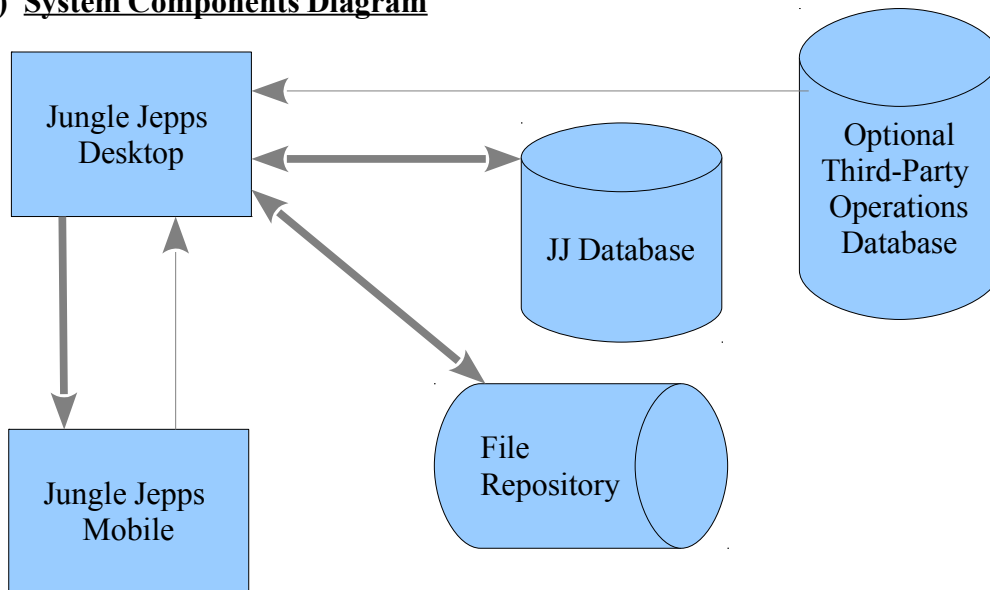 ) System Components Diagram
Jungle Jepps
Desktop
Optional
Third-Party
Operations
Database
JJ Database
File
Repository
Jungle Jepps
Mobile